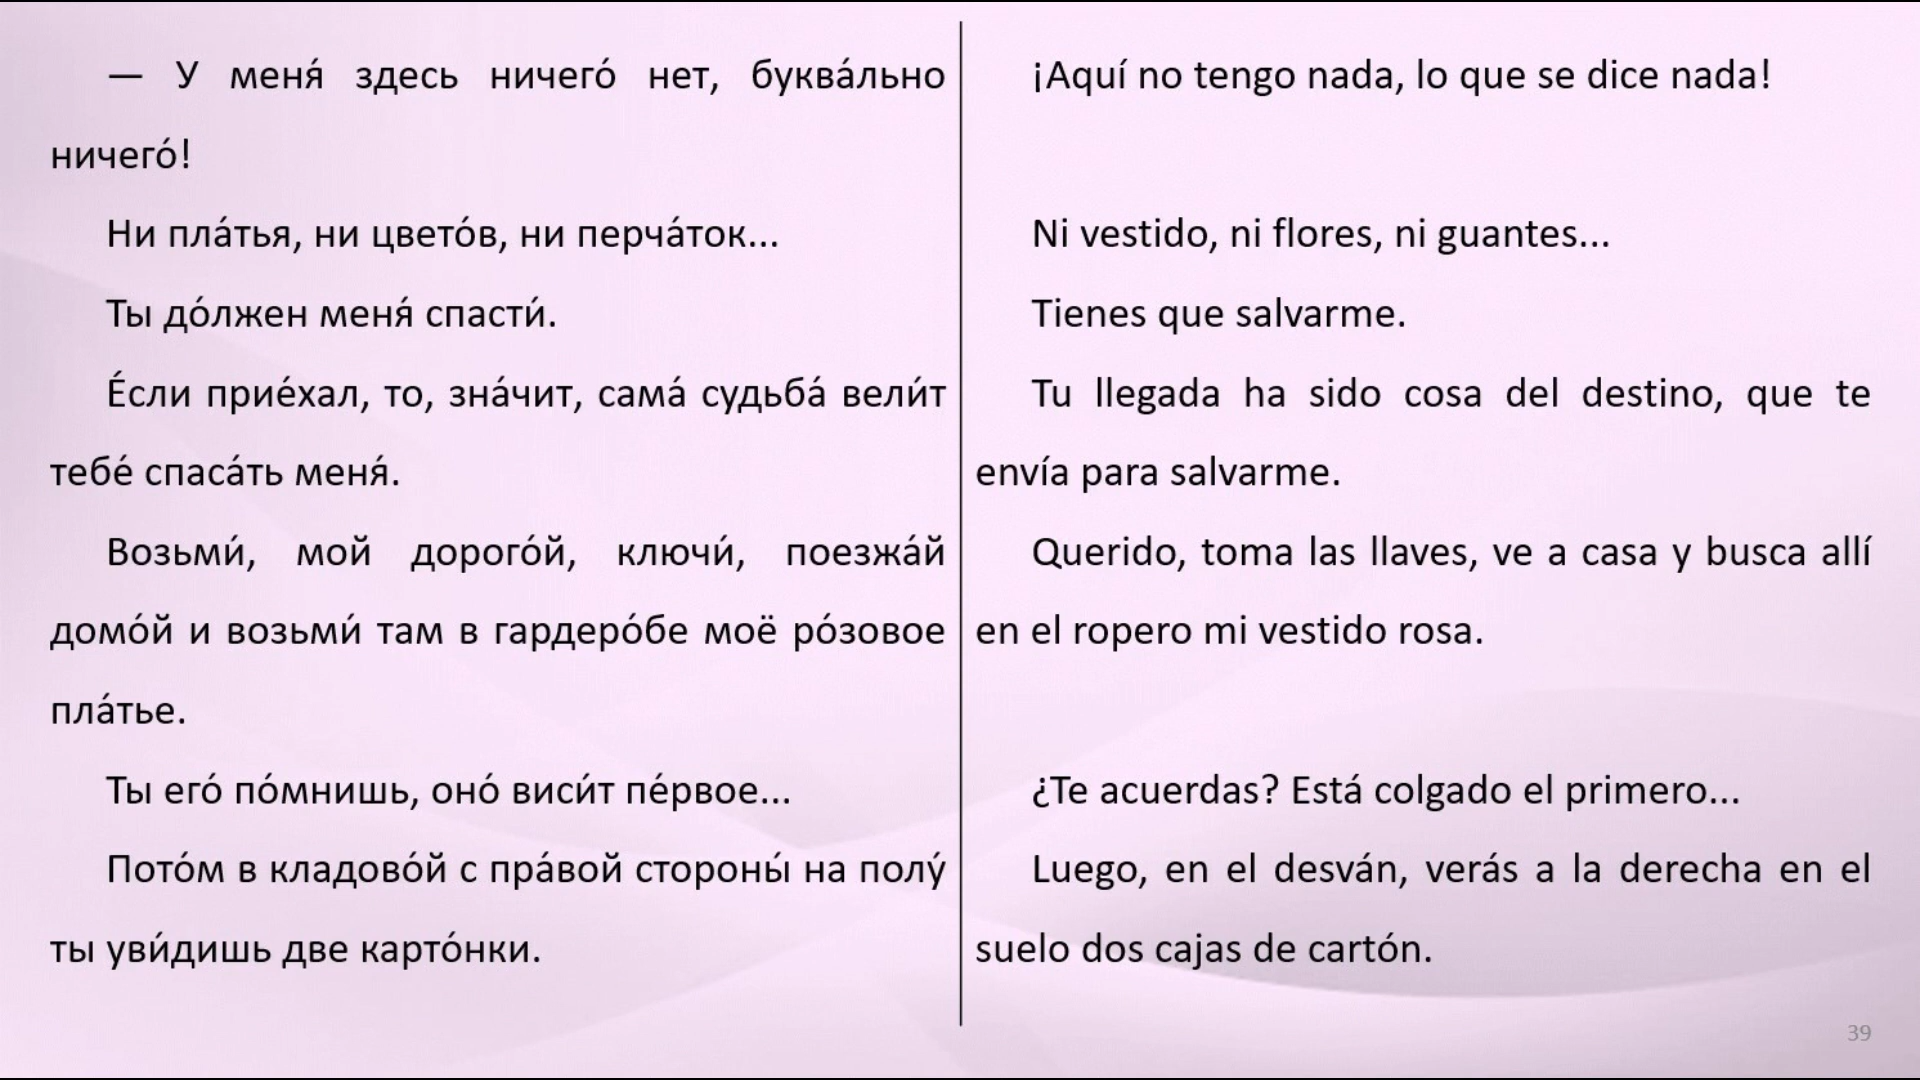 — У меня́ здесь ничего́ нет, буква́льно
ничего́!
Ни пла́тья, ни цвето́в, ни перча́ток...
Ты до́лжен меня́ спасти́.
Е́сли прие́хал, то, зна́чит, сама́ судьба́ вели́т
тебе́ спаса́ть меня́.
Возьми́, мой дорого́й, ключи́, поезжа́й
домо́й и возьми́ там в гардеро́бе моё ро́зовое
пла́тье.
Ты его́ по́мнишь, оно́ виси́т пе́рвое...
Пото́м в кладово́й с пра́вой стороны́ на полу́
ты уви́дишь две карто́нки.
¡Aquí no tengo nada, lo que se dice nada!
Ni vestido, ni flores, ni guantes...
Tienes que salvarme.
Tu llegada ha sido cosa del destino, que te
envía para salvarme.
Querido, toma las llaves, ve a casa y busca allí
en el ropero mi vestido rosa.
¿Te acuerdas? Está colgado el primero...
Luego, en el desván, verás a la derecha en el
suelo dos cajas de cartón.
39